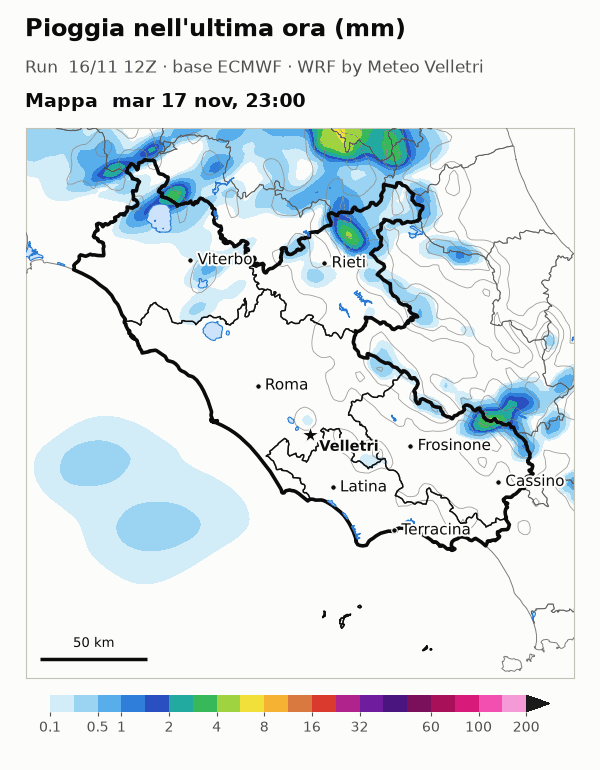 Pioggia nell'ultima ora (mm)
Run  16/11 12Z · base ECMWF · WRF by Meteo Velletri
Mappa  mar 17 nov, 23:00
Viterbo
Rieti
Roma
Velletri
Frosinone
Latina
Cassino
Terracina
50 km
0.1 0.5 1 2 4 8 16 32 60 100 200